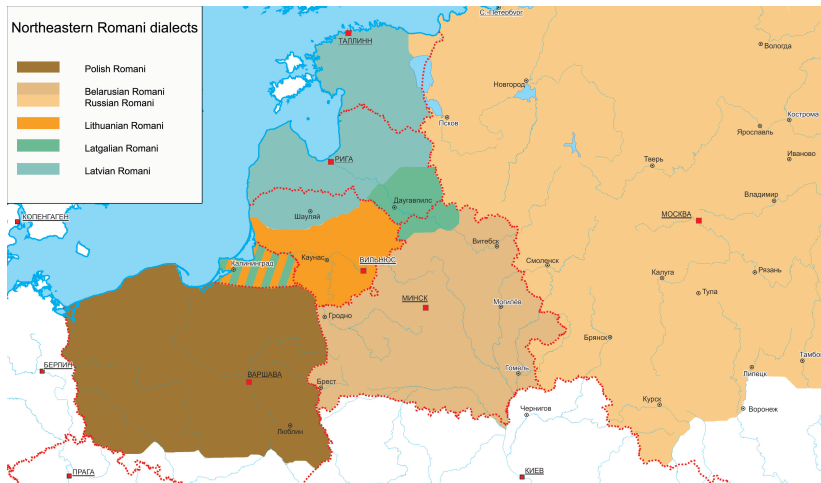 Northeastern Romani dialects
Polish Romani
Belarusian Romani
Russian Romani
Lithuanian Romani
Latgalian Romani
Latvian Romani
С.-Петербург
ТАЛЛИНН
Вологда
Новгород
Псков
Кострома
Ярославль
РИГА
Иваново
Тверь
Даугавпилс
Владимир
КОПЕНГАГЕН
Шауляй
МОСКВА
Витебск
Каунас
ВИЛЬНЮС
Калининград
Смоленск
Рязань
Калуга
Тула
МИНСК
Могилёв
Гродно
Брянск
БЕРЛИН
Тамбо
Гомель
Липецк
ВАРШАВА
Брест
Курск
Чернигов
Воронеж
Люблин
ПРАГА
КИЕВ